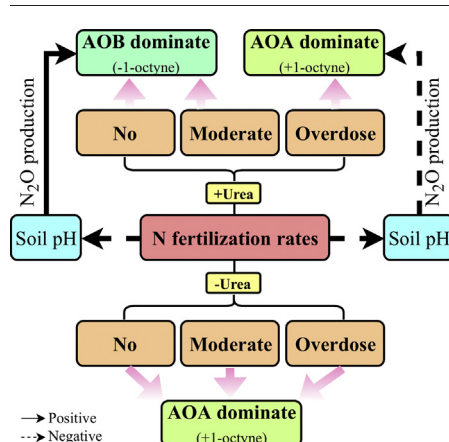 AOB dominate
(-1-octyne)
AOA dominate
(+1-octyne)
N₂O production
N₂O production
No
Moderate
Overdose
+Urea
Soil pH
N fertilization rates
Soil pH
-Urea
No
Moderate
Overdose
AOA dominate
(+1-octyne)
Positive
Negative